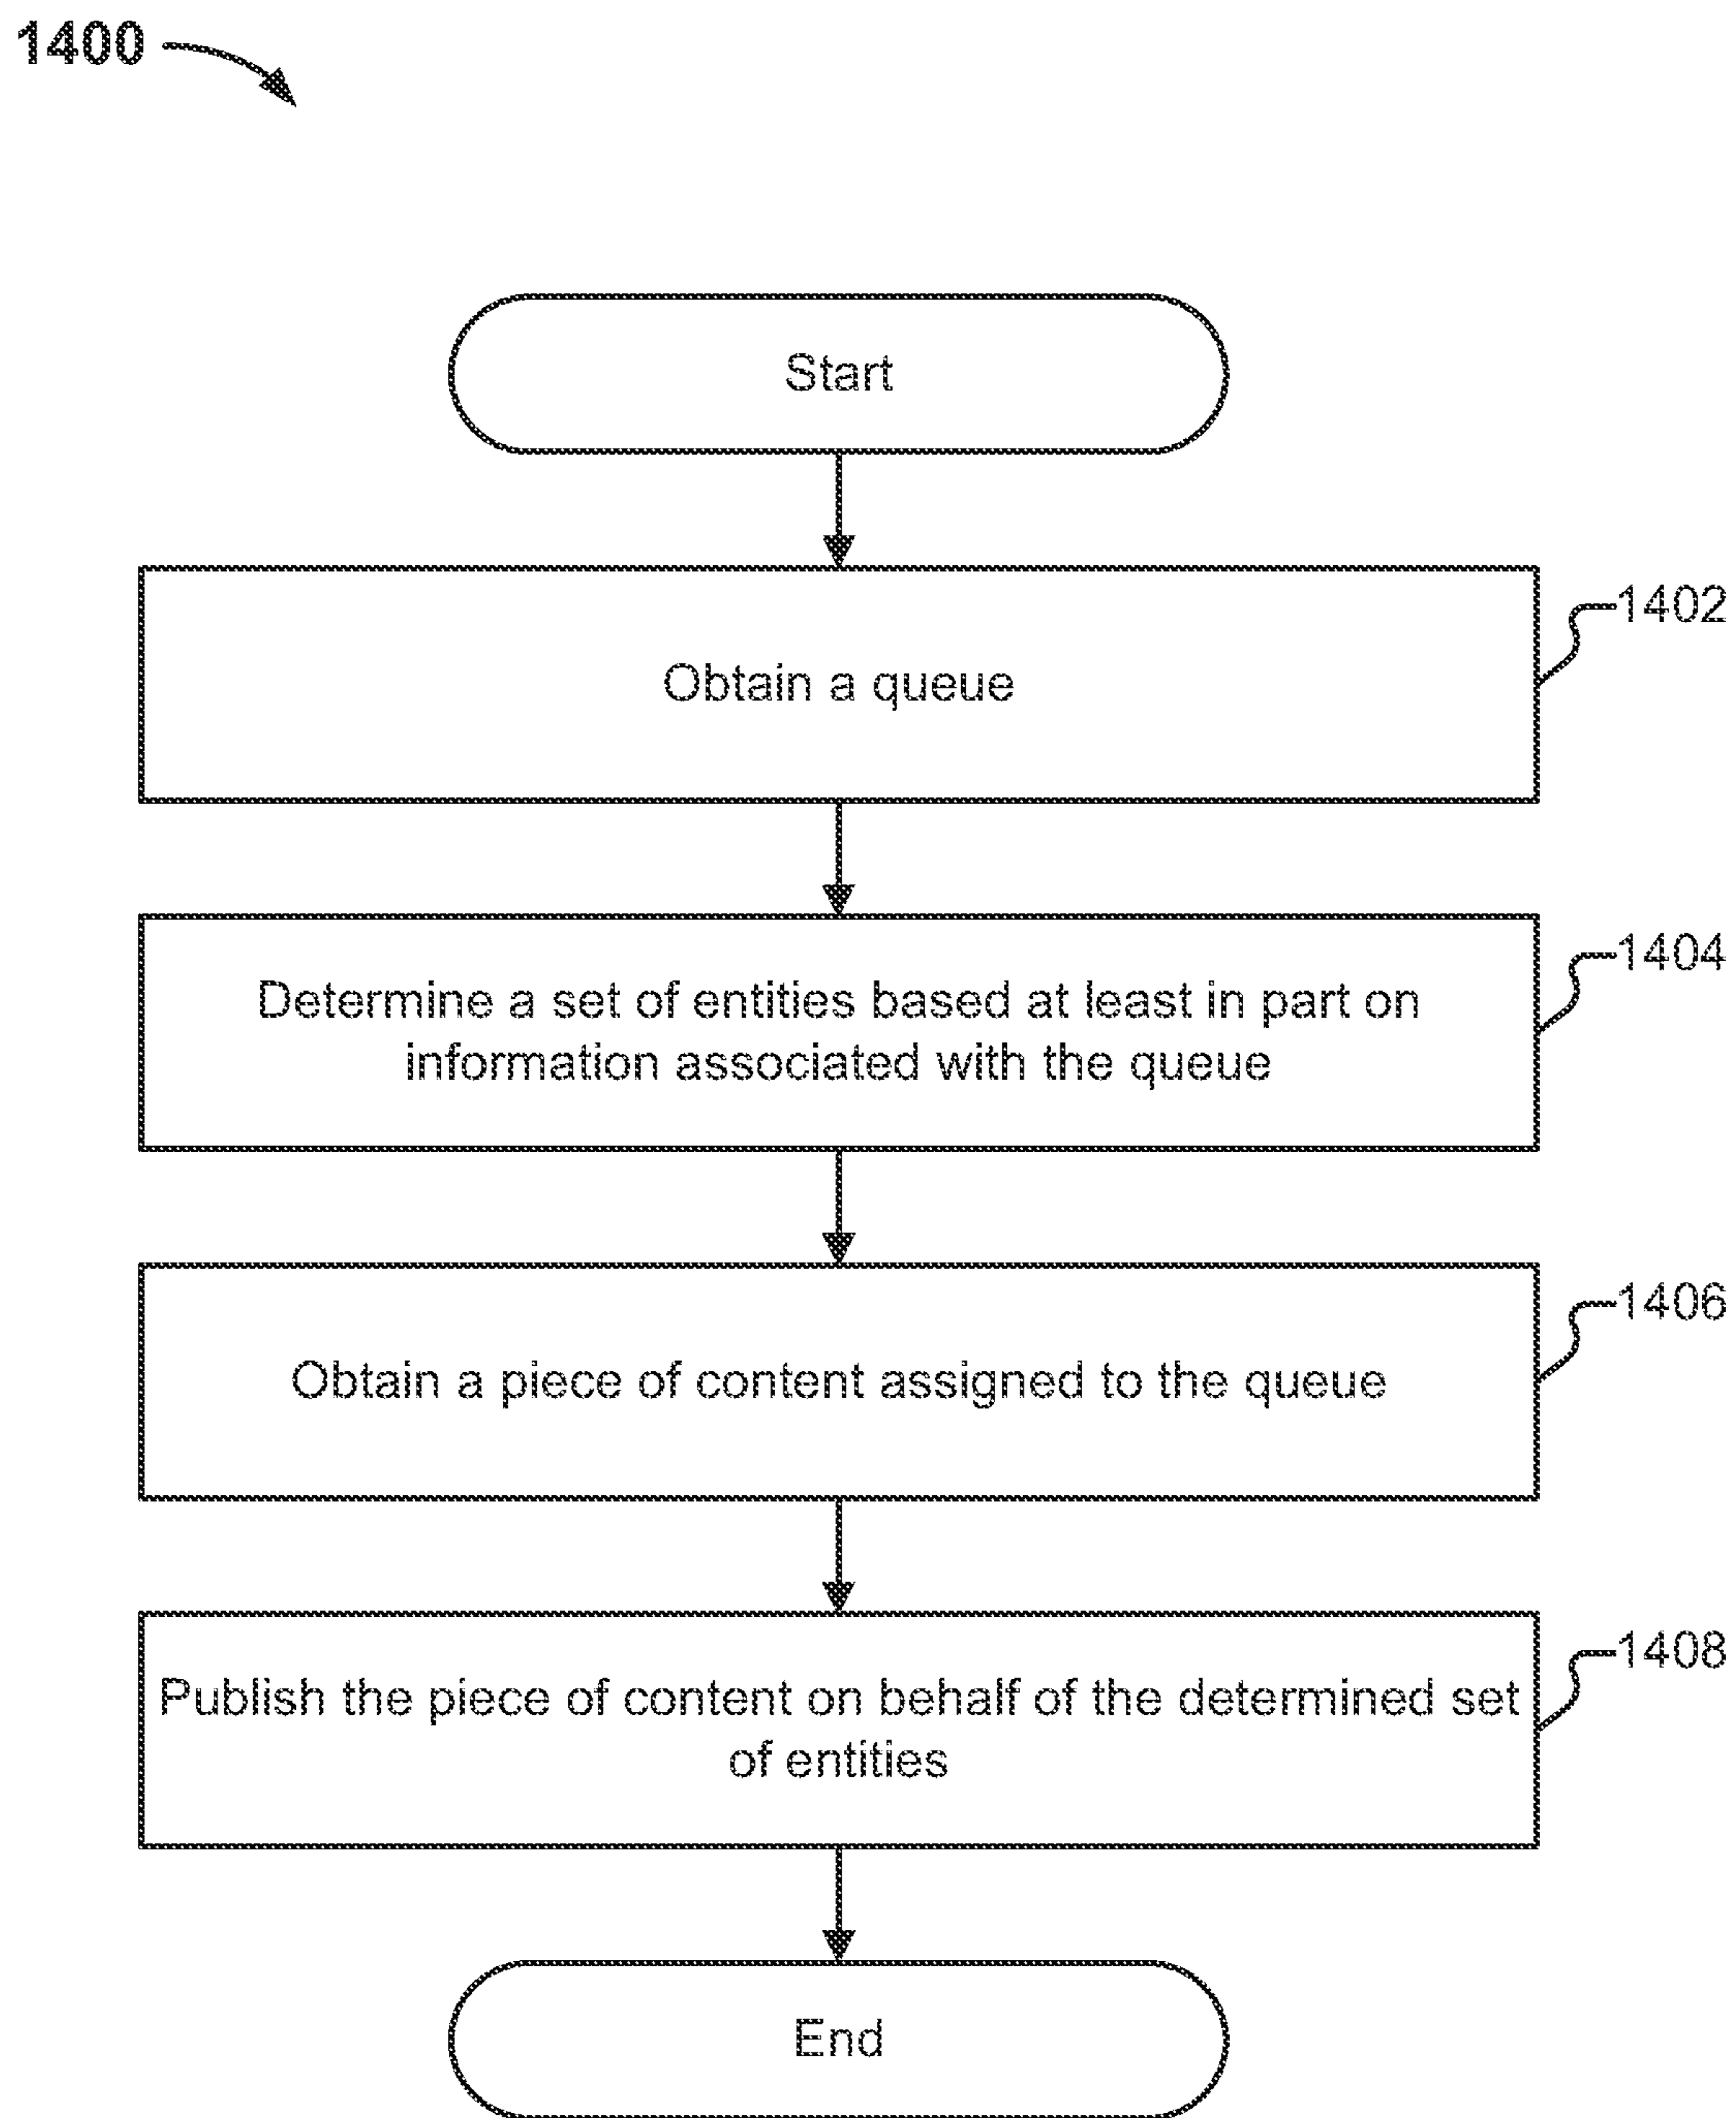 1400
Start
Obtain a queue
1402
Determine a set of entities based at least in part on
information associated with the queue
1404
Obtain a piece of content assigned to the queue
1406
Publish the piece of content on behalf of the determined set
of entities
1408
End